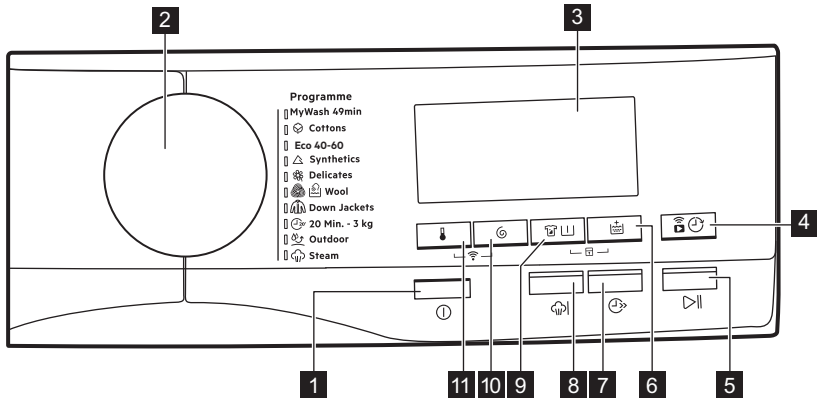 2
3
Programme
MyWash 49min
Cottons
Eco 40-60
Synthetics
Delicates
Wool
Down Jackets
20 Min. - 3 kg
Outdoor
Steam
4
1
11
10
9
8
7
6
5